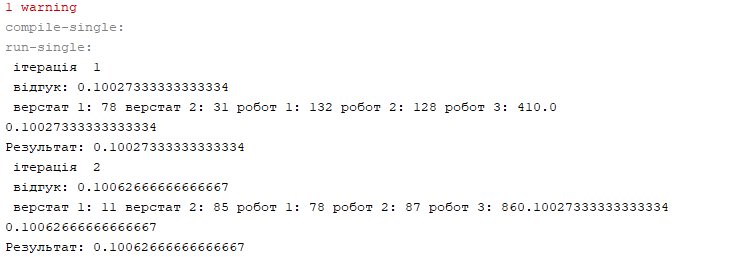 1 warning
compile-single:
run-single:
ітерація  1
відгук: 0.10027333333333334
верстат 1: 78 верстат 2: 31 робот 1: 132 робот 2: 128 робот 3: 410.0
0.10027333333333334
Результат: 0.10027333333333334
ітерація  2
відгук: 0.10062666666666667
верстат 1: 11 верстат 2: 85 робот 1: 78 робот 2: 87 робот 3: 860.10027333333333334
0.10062666666666667
Результат: 0.10062666666666667